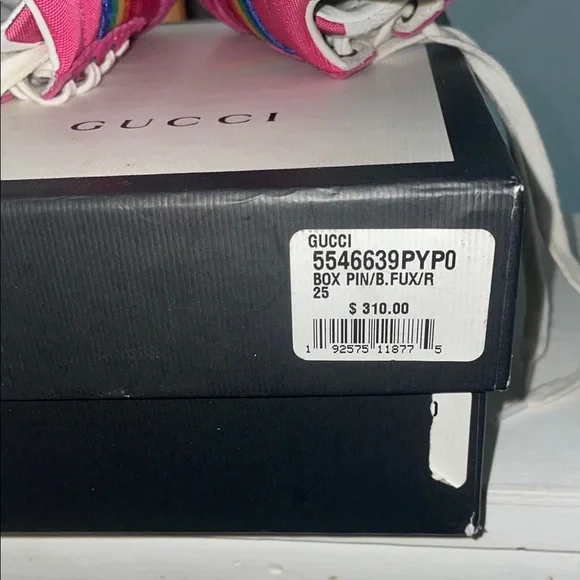 GUCCI
GUCCI
5546639PYP0
BOX PIN/B.FUX/R
25
$ 310.00
1 92575 11877 5